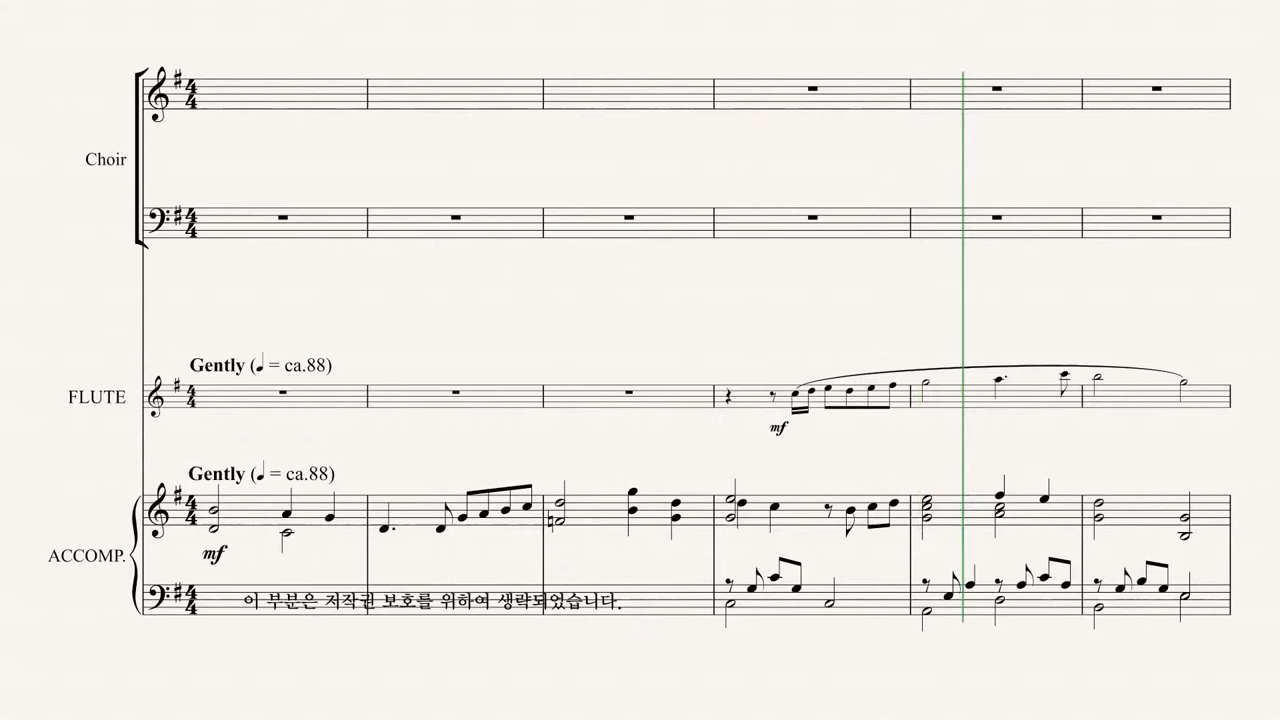 Choir
Gently (♩ = ca.88)
FLUTE
mf
Gently (♩ = ca.88)
mf
ACCOMP.
이 부분은 저작권 보호를 위하여 생략되었습니다.